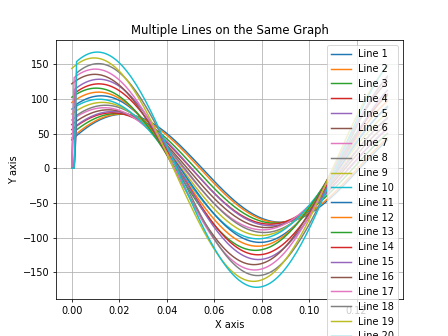 Multiple Lines on the Same Graph
Y axis
150
100
50
0
−50
−100
−150
0.00
0.02
0.04
0.06
0.08
0.10
X axis
Line 1
Line 2
Line 3
Line 4
Line 5
Line 6
Line 7
Line 8
Line 9
Line 10
Line 11
Line 12
Line 13
Line 14
Line 15
Line 16
Line 17
Line 18
Line 19
Line 20